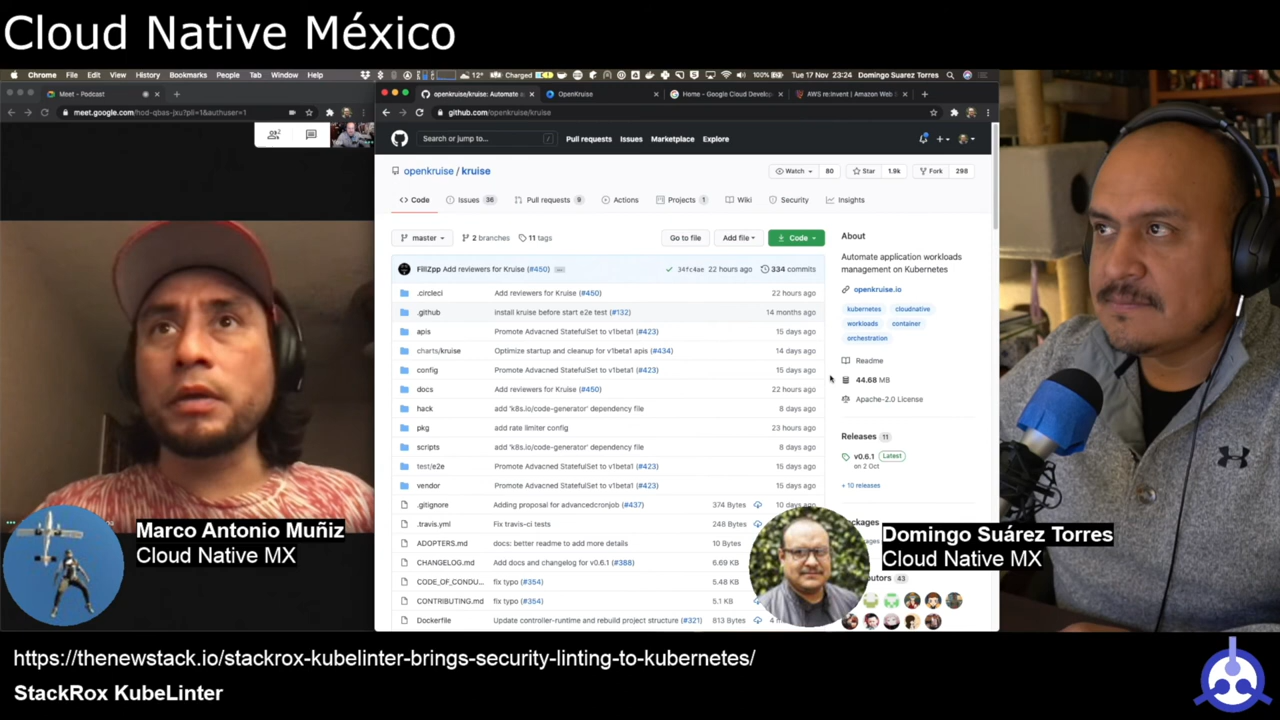 Cloud Native México
Chrome File Edit View History Bookmarks People Tab Window Help
12° Charged 100% Tue 17 Nov 23:24 Domingo Suarez Torres
Meet – Podcast
openkruise/kruise: Automate a
OpenKruise
Home – Google Cloud Develop
AWS re:Invent | Amazon Web S
meet.google.com/hod-qbas-jxu?pli=1&authuser=1
github.com/openkruise/kruise
Search or jump to...
/
Pull requests Issues Marketplace Explore
openkruise / kruise
Watch 80 Star 1.9k Fork 298
Code Issues 36 Pull requests 9 Actions Projects 1 Wiki Security Insights
master 2 branches 11 tags Go to file Add file Code
FillZpp Add reviewers for Kruise (#450) 34fc4ae 22 hours ago 334 commits
.circleci Add reviewers for Kruise (#450) 22 hours ago
.github install kruise before start e2e test (#132) 14 months ago
apis Promote Advacned StatefulSet to v1beta1 (#423) 15 days ago
charts/kruise Optimize startup and cleanup for v1beta1 apis (#434) 14 days ago
config Promote Advacned StatefulSet to v1beta1 (#423) 15 days ago
docs Add reviewers for Kruise (#450) 22 hours ago
hack add 'k8s.io/code-generator' dependency file 8 days ago
pkg add rate limiter config 23 hours ago
scripts add 'k8s.io/code-generator' dependency file 8 days ago
test/e2e Promote Advacned StatefulSet to v1beta1 (#423) 15 days ago
vendor Promote Advacned StatefulSet to v1beta1 (#423) 15 days ago
.gitignore Adding proposal for advancedcronjob (#437) 374 Bytes 10 days ago
.travis.yml Fix travis-ci tests 248 Bytes
ADOPTERS.md docs: better readme to add more details 10 Bytes
CHANGELOG.md Add docs and changelog for v0.6.1 (#388) 6.69 KB
CODE_OF_CONDU... fix typo (#354) 5.48 KB
CONTRIBUTING.md fix typo (#354) 5.1 KB
Dockerfile Update controller-runtime and rebuild project structure (#321) 813 Bytes
About
Automate application workloads
management on Kubernetes
openkruise.io
kubernetes cloudnative
workloads container
orchestration
Readme
44.68 MB
Apache-2.0 License
Releases 11
v0.6.1 Latest
on 2 Oct
+ 10 releases
43
Marco Antonio Muñiz
Cloud Native MX
Domingo Suárez Torres
Cloud Native MX
https://thenewstack.io/stackrox-kubelinter-brings-security-linting-to-kubernetes/
StackRox KubeLinter